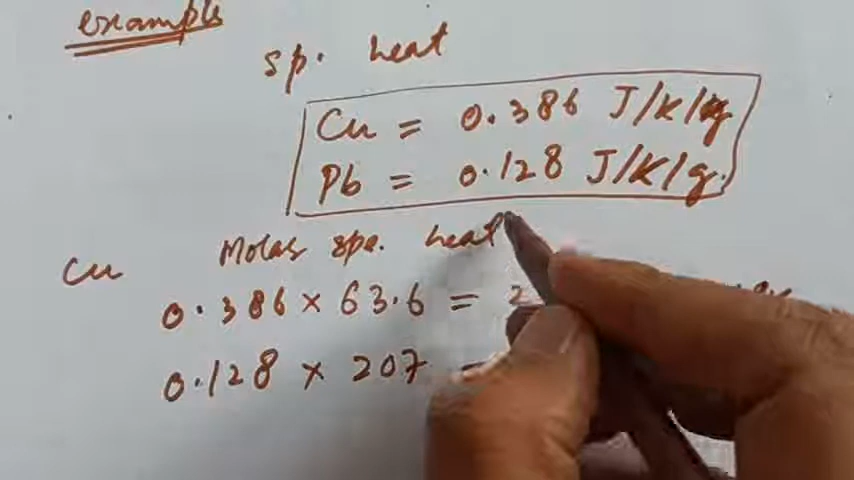 example
sp. heat
Cu = 0.386 J/K/g
Pb = 0.128 J/K/g.
Molar spe. heat
Cu
0.386 × 63.6 = 2
0.128 × 207 =